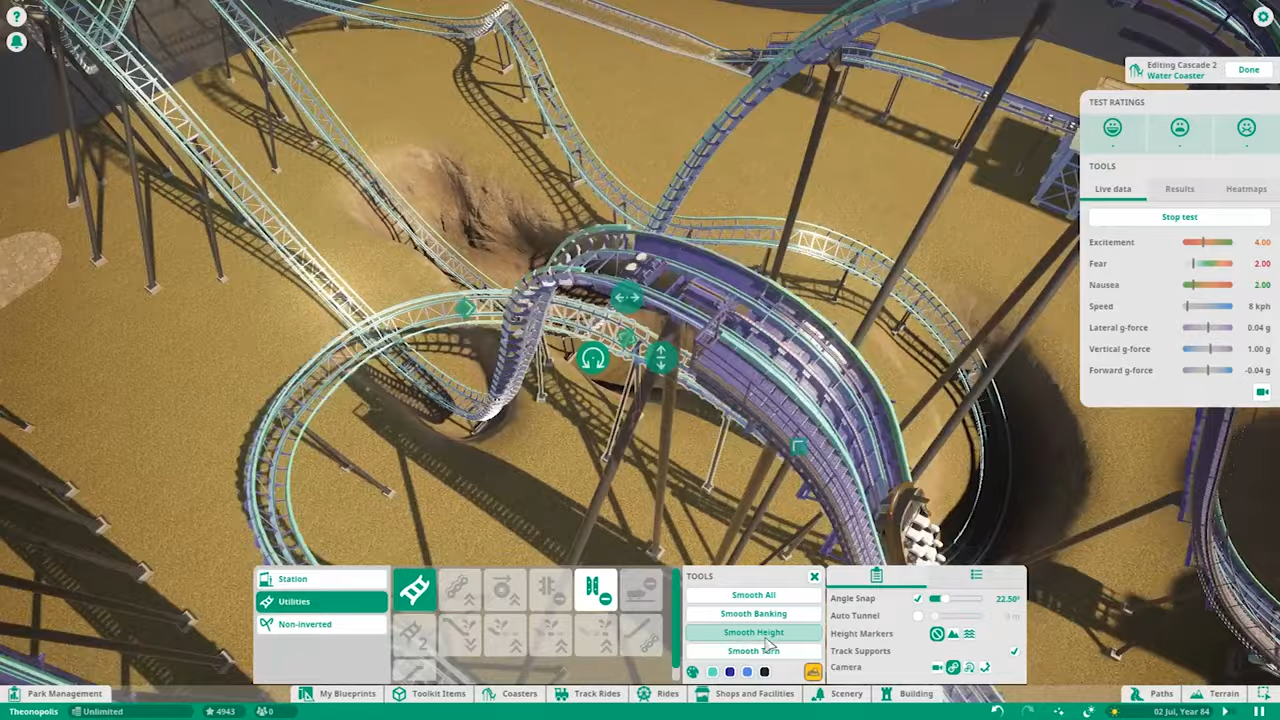 ?
Editing Cascade 2
Water Coaster
Done
TEST RATINGS
TOOLS
Live data
Results
Heatmaps
Stop test
Excitement 4.00
Fear 2.00
Nausea 2.00
Speed 8 kph
Lateral g-force 0.04 g
Vertical g-force 1.00 g
Forward g-force -0.04 g
Station
Utilities
Non-inverted
2
TOOLS
Smooth All
Smooth Banking
Smooth Height
Smooth Turn
Angle Snap 22.50°
Auto Tunnel
Height Markers
Track Supports
Camera
Park Management
My Blueprints
Toolkit Items
Coasters
Track Rides
Rides
Shops and Facilities
Scenery
Building
Paths
Terrain
Theonopolis
Unlimited
4943
0
02 Jul, Year 84